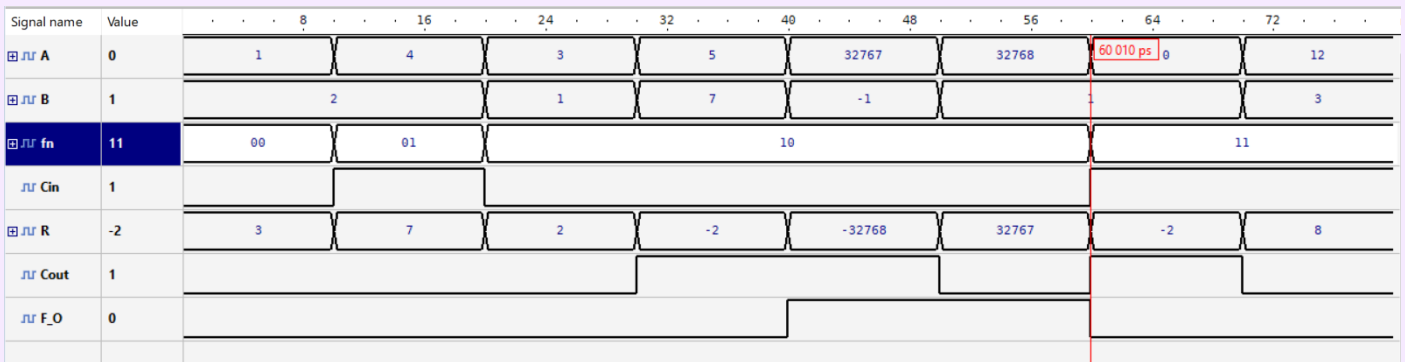 Signal name Value 8 16 24 32 40 48 56 64 72
A 0 1 4 3 5 32767 32768 60 010 ps 0 12
B 1 2 1 7 -1 1 3
fn 11 00 01 10 11
Cin 1
R -2 3 7 2 -2 -32768 32767 -2 8
Cout 1
F_O 0